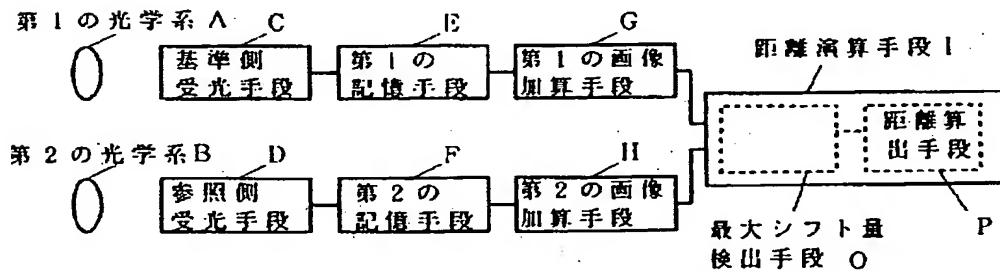 第1の光学系A
C
E
G
距離演算手段I
基準側
受光手段
第1の
記憶手段
第1の画像
加算手段
距離算
出手段
第2の光学系B
D
F
H
参照側
受光手段
第2の
記憶手段
第2の画像
加算手段
最大シフト量
検出手段 O
P